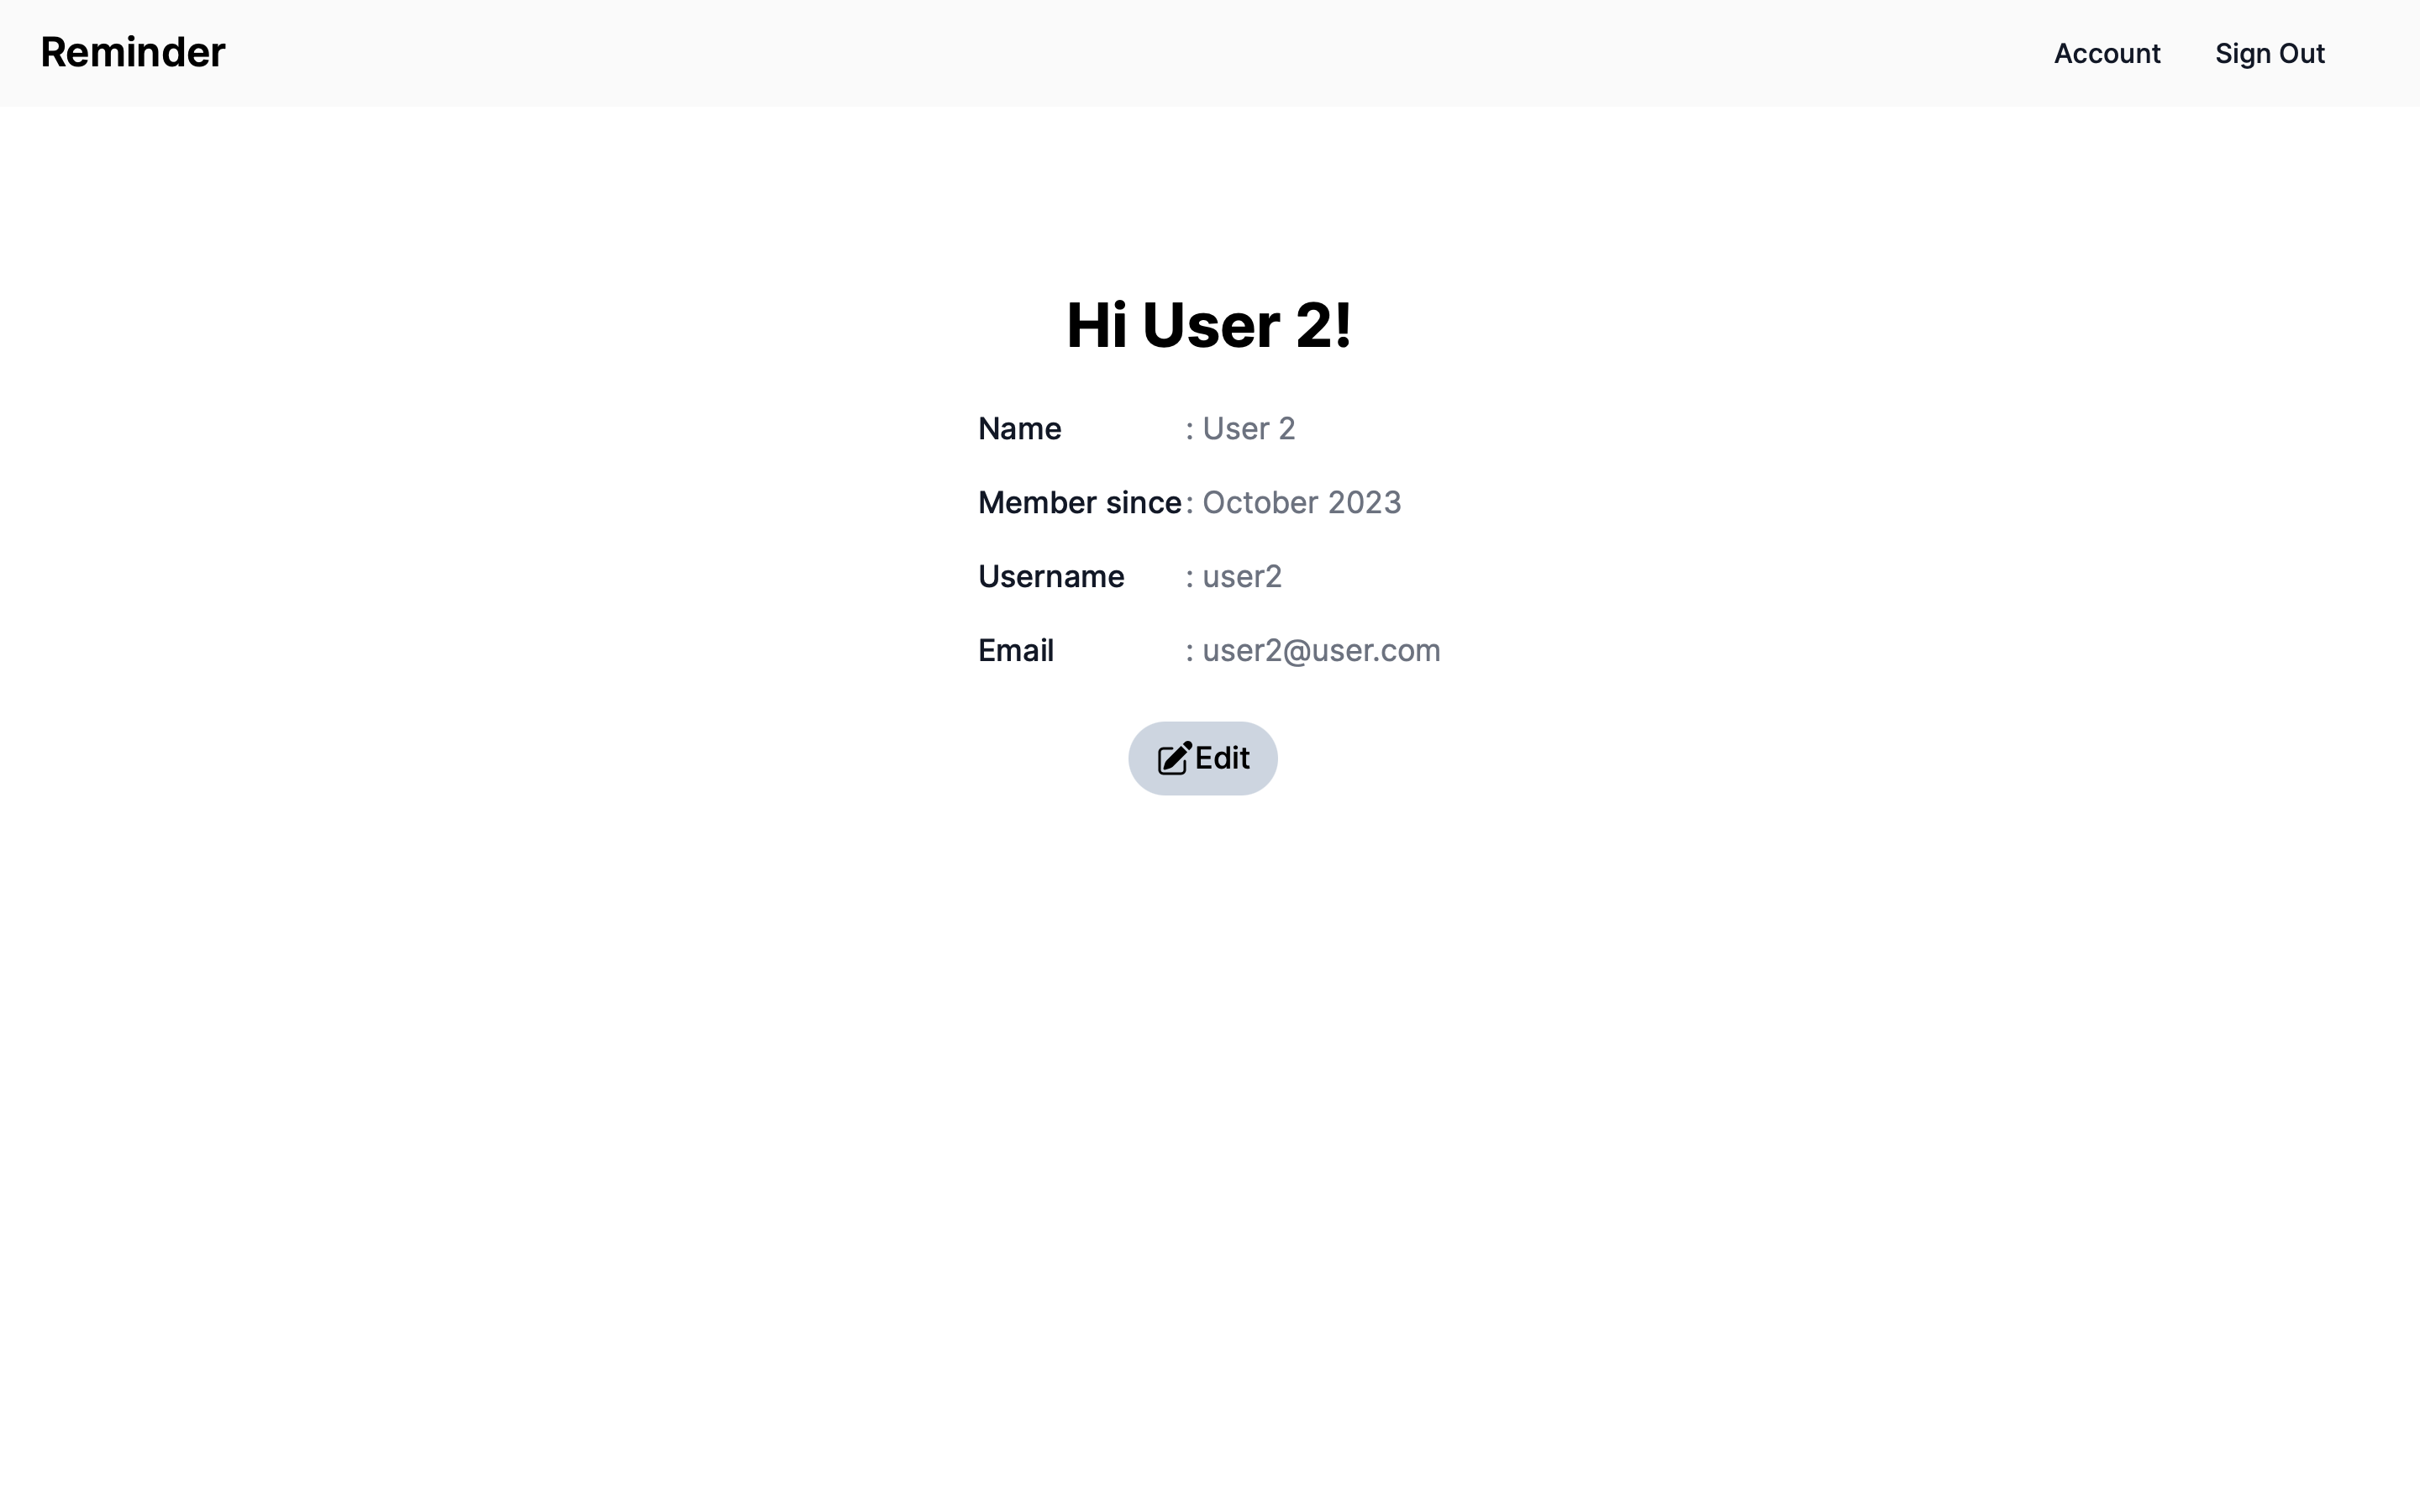 Reminder Account Sign Out
Hi User 2!
Name : User 2
Member since : October 2023
Username : user2
Email : user2@user.com
Edit